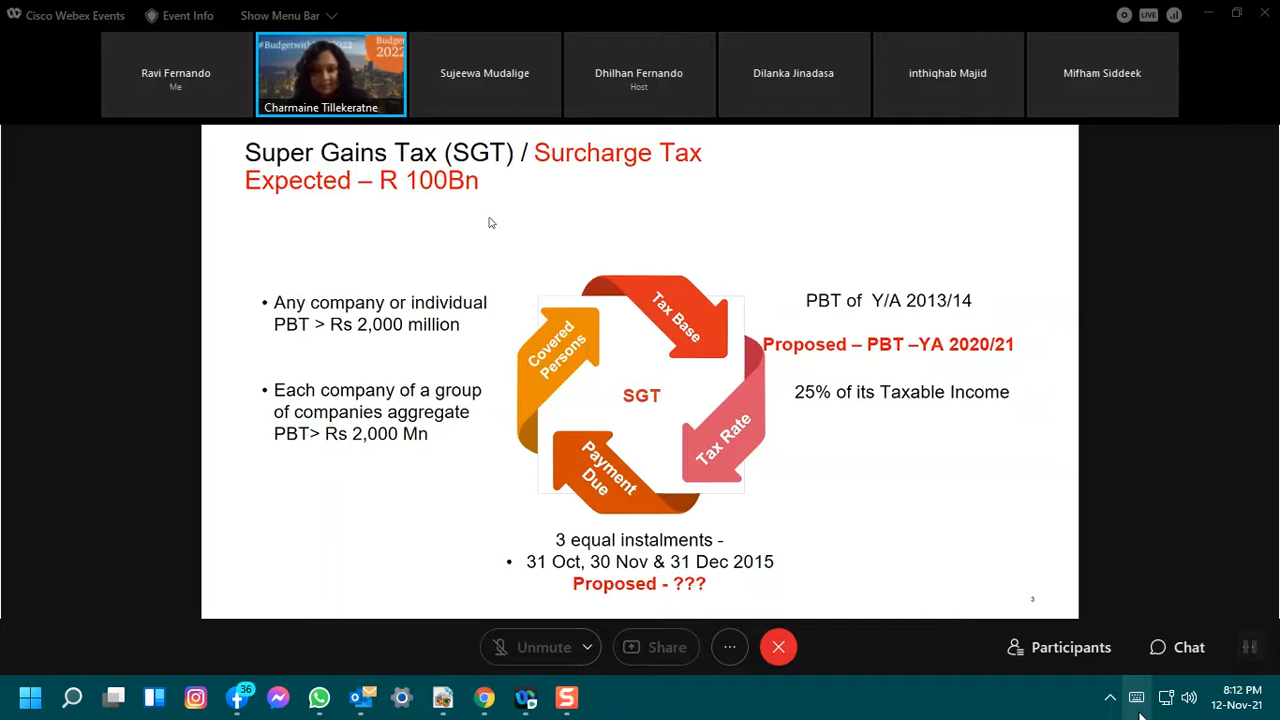 Cisco Webex Events
Event Info
Show Menu Bar
LIVE
Ravi Fernando
Me
#Budgetwith
2022
Budget
2022
Charmaine Tillekeratne
Sujeewa Mudalige
Dhilhan Fernando
Host
Dilanka Jinadasa
inthiqhab Majid
Mifham Siddeek
Super Gains Tax (SGT) / Surcharge Tax
Expected – R 100Bn
• Any company or individual
PBT > Rs 2,000 million
• Each company of a group
of companies aggregate
PBT> Rs 2,000 Mn
Covered
Persons
Tax Base
SGT
Tax Rate
Payment
Due
PBT of Y/A 2013/14
Proposed – PBT –YA 2020/21
25% of its Taxable Income
3 equal instalments -
• 31 Oct, 30 Nov & 31 Dec 2015
Proposed - ???
3
Unmute
Share
Participants
Chat
36
8:12 PM
12-Nov-21